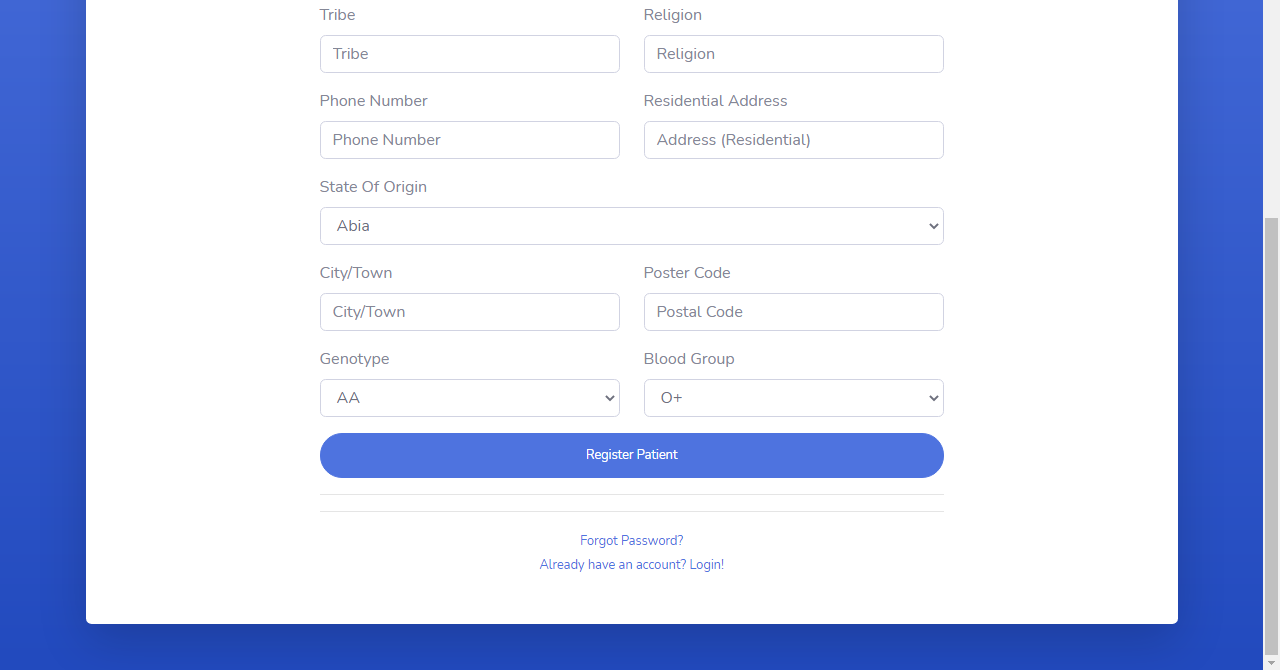 Tribe Religion
Tribe Religion
Phone Number Residential Address
Phone Number Address (Residential)
State Of Origin
Abia
City/Town Poster Code
City/Town Postal Code
Genotype Blood Group
AA O+
Register Patient
Forgot Password?
Already have an account? Login!